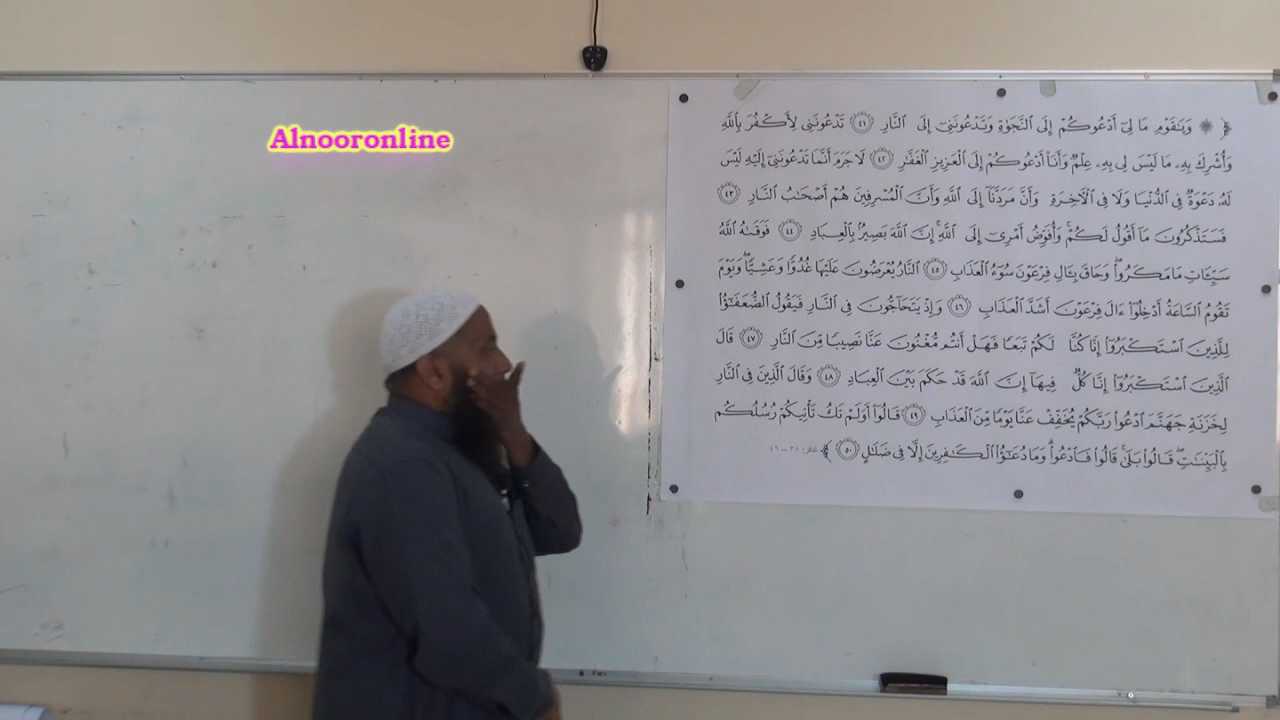 Alnooronline
﴿ ۞ وَيَٰقَوْمِ مَا لِىٓ أَدْعُوكُمْ إِلَى ٱلنَّجَوٰةِ وَتَدْعُونَنِىٓ إِلَى ٱلنَّارِ ٤١ تَدْعُونَنِى لِأَكْفُرَ بِٱللَّهِ
وَأُشْرِكَ بِهِۦ مَا لَيْسَ لِى بِهِۦ عِلْمٌ وَأَنَا۠ أَدْعُوكُمْ إِلَى ٱلْعَزِيزِ ٱلْغَفَّٰرِ ٤٢ لَا جَرَمَ أَنَّمَا تَدْعُونَنِىٓ إِلَيْهِ لَيْسَ
لَهُۥ دَعْوَةٌ فِى ٱلدُّنْيَا وَلَا فِى ٱلْءَاخِرَةِ وَأَنَّ مَرَدَّنَآ إِلَى ٱللَّهِ وَأَنَّ ٱلْمُسْرِفِينَ هُمْ أَصْحَٰبُ ٱلنَّارِ ٤٣
فَسَتَذْكُرُونَ مَآ أَقُولُ لَكُمْ ۚ وَأُفَوِّضُ أَمْرِىٓ إِلَى ٱللَّهِ ۚ إِنَّ ٱللَّهَ بَصِيرٌۢ بِٱلْعِبَادِ ٤٤ فَوَقَىٰهُ ٱللَّهُ
سَيِّـَٔاتِ مَا مَكَرُوا۟ ۖ وَحَاقَ بِـَٔالِ فِرْعَوْنَ سُوٓءُ ٱلْعَذَابِ ٤٥ ٱلنَّارُ يُعْرَضُونَ عَلَيْهَا غُدُوًّا وَعَشِيًّا ۖ وَيَوْمَ
تَقُومُ ٱلسَّاعَةُ أَدْخِلُوٓا۟ ءَالَ فِرْعَوْنَ أَشَدَّ ٱلْعَذَابِ ٤٦ وَإِذْ يَتَحَآجُّونَ فِى ٱلنَّارِ فَيَقُولُ ٱلضُّعَفَٰٓؤُا۟
لِلَّذِينَ ٱسْتَكْبَرُوٓا۟ إِنَّا كُنَّا لَكُمْ تَبَعًا فَهَلْ أَنتُم مُّغْنُونَ عَنَّا نَصِيبًا مِّنَ ٱلنَّارِ ٤٧ قَالَ
ٱلَّذِينَ ٱسْتَكْبَرُوٓا۟ إِنَّا كُلٌّ فِيهَآ إِنَّ ٱللَّهَ قَدْ حَكَمَ بَيْنَ ٱلْعِبَادِ ٤٨ وَقَالَ ٱلَّذِينَ فِى ٱلنَّارِ
لِخَزَنَةِ جَهَنَّمَ ٱدْعُوا۟ رَبَّكُمْ يُخَفِّفْ عَنَّا يَوْمًا مِّنَ ٱلْعَذَابِ ٤٩ قَالُوٓا۟ أَوَلَمْ تَكُ تَأْتِيكُمْ رُسُلُكُم
بِٱلْبَيِّنَٰتِ ۖ قَالُوا۟ بَلَىٰ ۚ قَالُوا۟ فَٱدْعُوا۟ ۗ وَمَا دُعَٰٓؤُا۟ ٱلْكَٰفِرِينَ إِلَّا فِى ضَلَٰلٍ ٥٠ ﴾